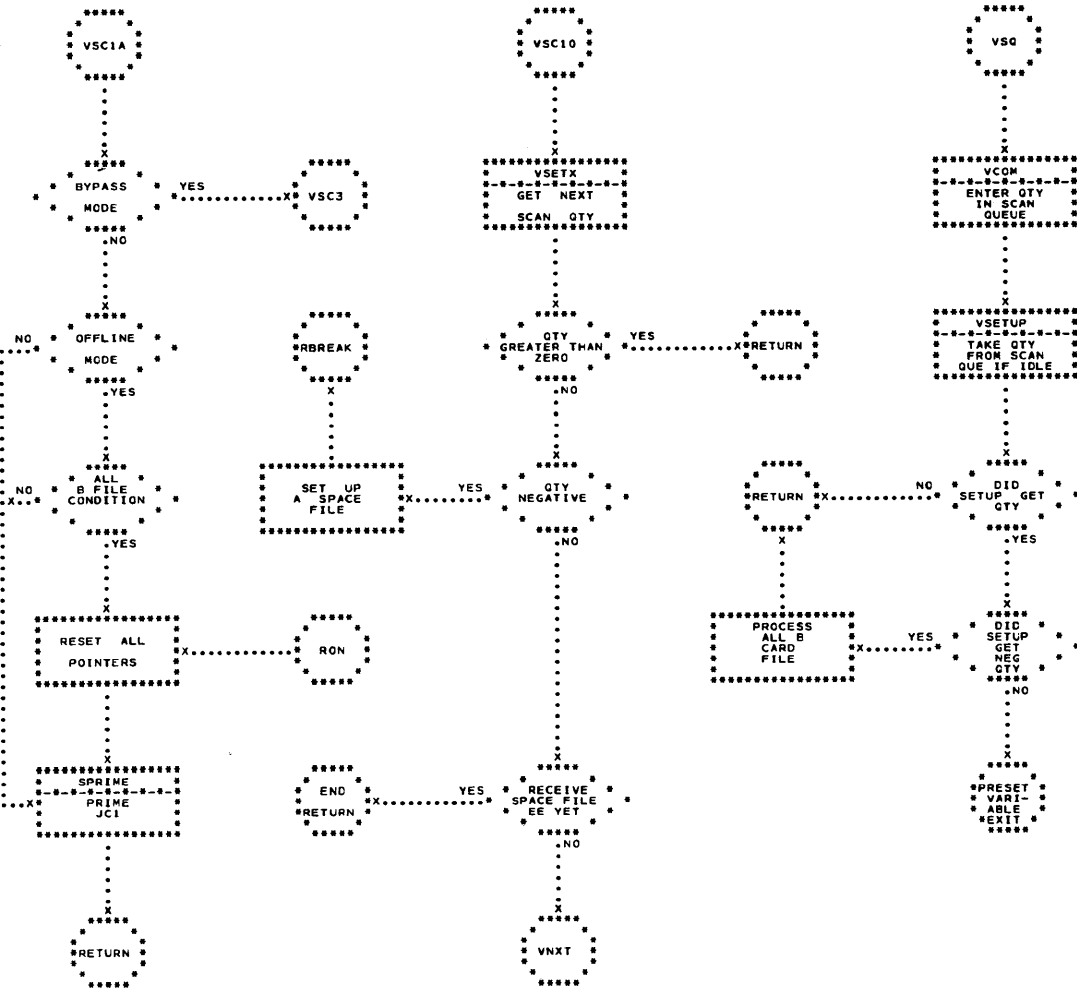 VSC1A
BYPASS
MODE
YES
VSC3
NO
OFFLINE
MODE
NO
YES
ALL
B FILE
CONDITION
NO
YES
RESET ALL
POINTERS
RON
SPRIME
PRIME
JC1
RETURN
VSC10
VSETX
GET NEXT
SCAN QTY
QTY
GREATER THAN
ZERO
YES
RETURN
NO
QTY
NEGATIVE
YES
SET UP
A SPACE
FILE
RBREAK
NO
RECEIVE
SPACE FILE
EE YET
YES
END
RETURN
NO
VNXT
VSQ
VCOM
ENTER QTY
IN SCAN
QUEUE
VSETUP
TAKE QTY
FROM SCAN
QUE IF IDLE
DID
SETUP GET
QTY
NO
RETURN
YES
DID
SETUP
GET
NEG
QTY
YES
PROCESS
ALL B
CARD
FILE
NO
PRESET
VARI-
ABLE
EXIT